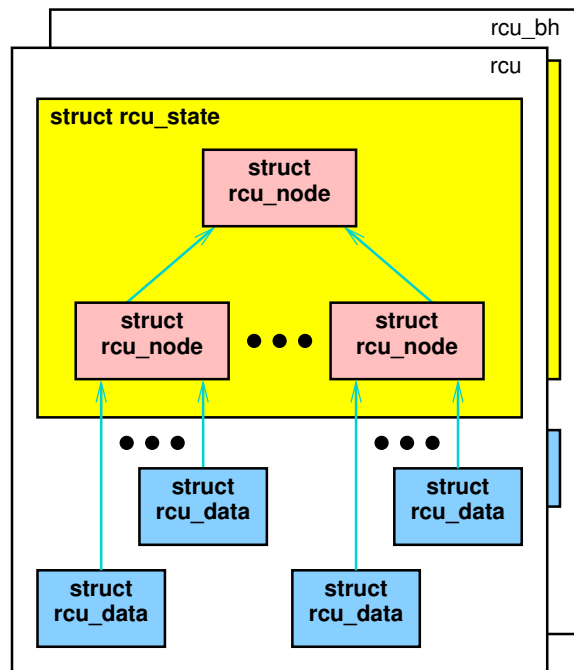 rcu_bh
rcu
struct rcu_state
struct
rcu_node
struct
rcu_node
struct
rcu_node
struct
rcu_data
struct
rcu_data
struct
rcu_data
struct
rcu_data